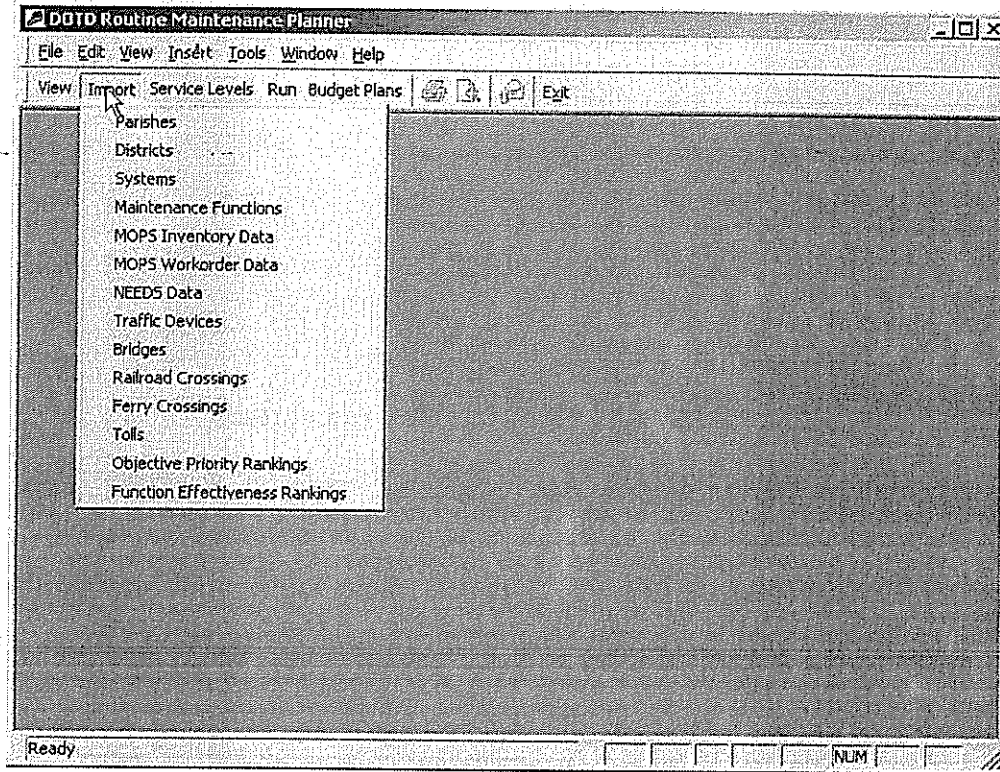 DOTD Routine Maintenance Planner
File Edit View Insert Tools Window Help
View Import Service Levels Run Budget Plans Exit
Parishes
Districts
Systems
Maintenance Functions
MOPS Inventory Data
MOPS Workorder Data
NEEDS Data
Traffic Devices
Bridges
Railroad Crossings
Ferry Crossings
Tolls
Objective Priority Rankings
Function Effectiveness Rankings
Ready NUM